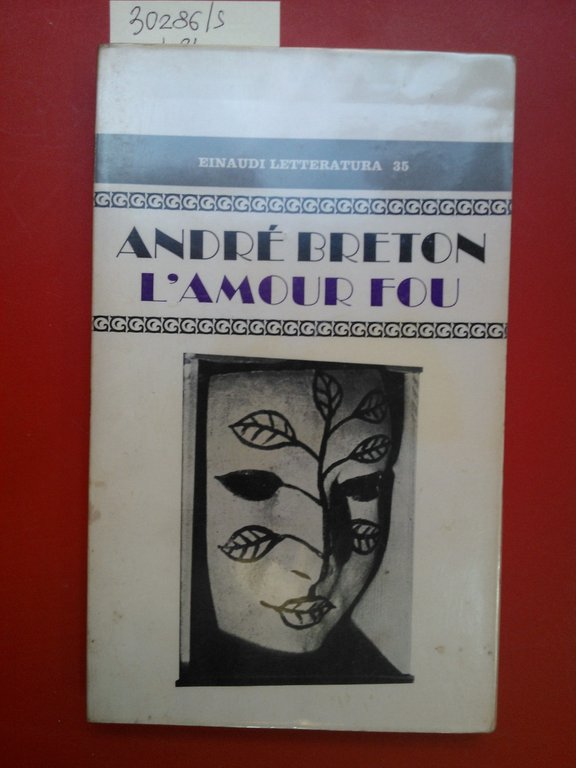 30286/S
EINAUDI LETTERATURA 35
ANDRÉ BRETON
L'AMOUR FOU